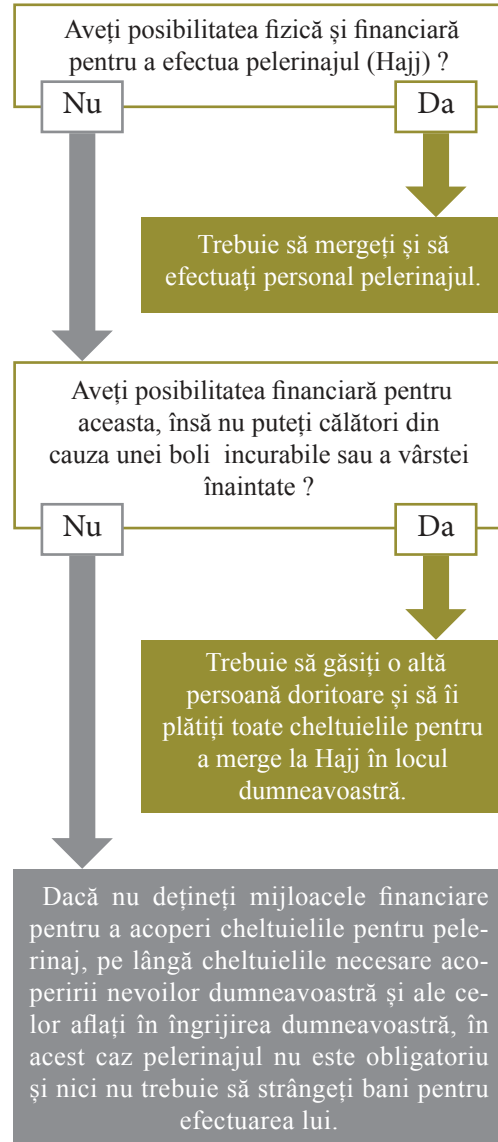 Aveți posibilitatea fizică și financiară
pentru a efectua pelerinajul (Hajj) ?
Nu
Da
Trebuie să mergeți și să
efectuați personal pelerinajul.
Aveți posibilitatea financiară pentru
aceasta, însă nu puteți călători din
cauza unei boli incurabile sau a vârstei
înaintate ?
Nu
Da
Trebuie să găsiți o altă
persoană doritoare și să îi
plătiți toate cheltuielile pentru
a merge la Hajj în locul
dumneavoastră.
Dacă nu dețineți mijloacele financiare
pentru a acoperi cheltuielile pentru pele-
rinaj, pe lângă cheltuielile necesare aco-
peririi nevoilor dumneavoastră și ale ce-
lor aflați în îngrijirea dumneavoastră, în
acest caz pelerinajul nu este obligatoriu
și nici nu trebuie să strângeți bani pentru
efectuarea lui.